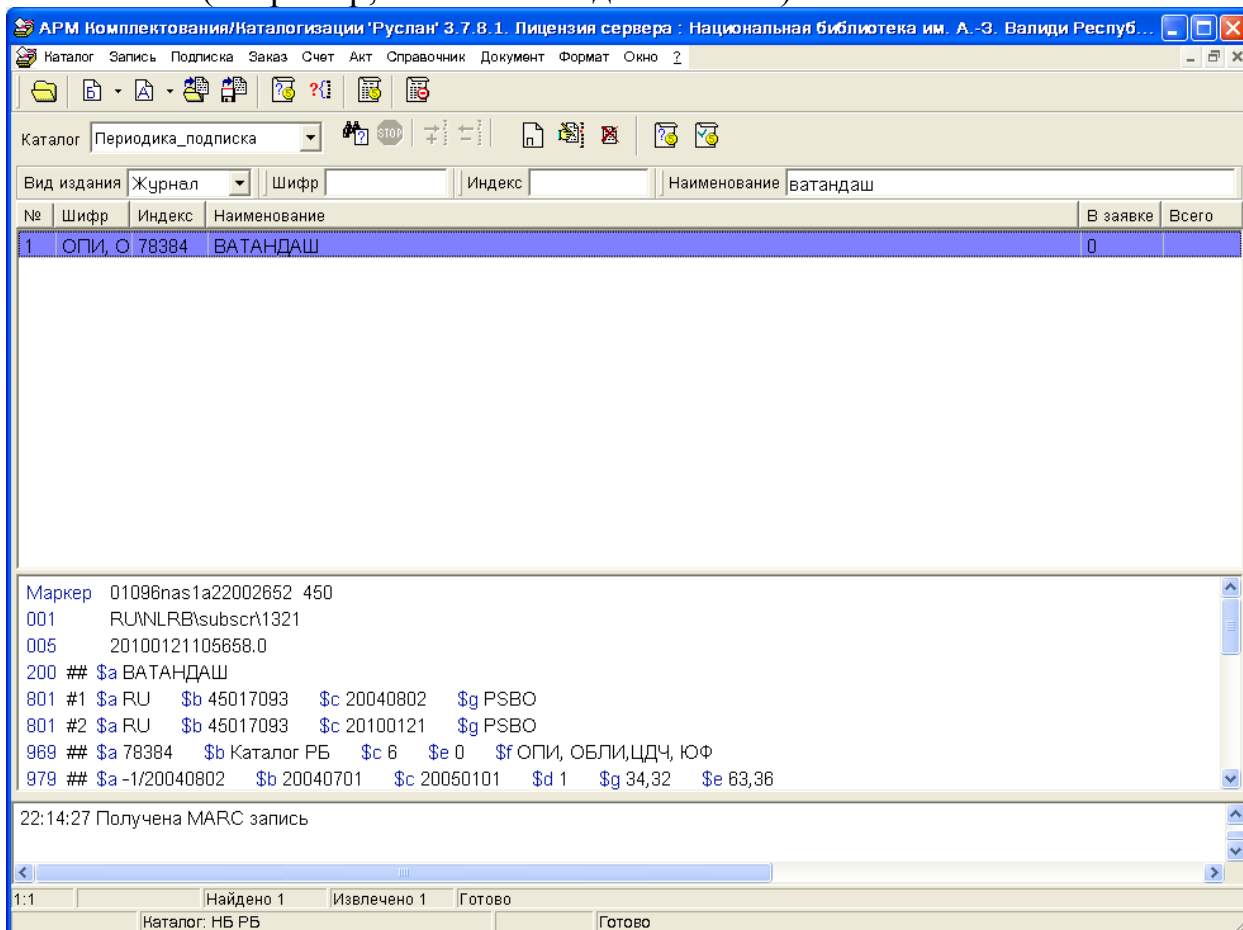 АРМ Комплектования/Каталогизации 'Руслан' 3.7.8.1. Лицензия сервера : Национальная библиотека им. А.-З. Валиди Респуб...
Каталог Запись Подписка Заказ Счет Акт Справочник Документ Формат Окно ?
Каталог Периодика_подписка STOP
Вид издания Журнал Шифр Индекс Наименование ватандаш
№ Шифр Индекс Наименование В заявке Всего
1 ОПИ, О 78384 ВАТАНДАШ 0
Маркер 01096nas1a22002652 450
001 RU\NLRB\subscr\1321
005 20100121105658.0
200 ## $a ВАТАНДАШ
801 #1 $a RU $b 45017093 $c 20040802 $g PSBO
801 #2 $a RU $b 45017093 $c 20100121 $g PSBO
969 ## $a 78384 $b Каталог РБ $c 6 $e 0 $f ОПИ, ОБЛИ,ЦДЧ, ЮФ
979 ## $a -1/20040802 $b 20040701 $c 20050101 $d 1 $g 34,32 $e 63,36
22:14:27 Получена MARC запись
1:1 Найдено 1 Извлечено 1 Готово
Каталог: НБ РБ Готово